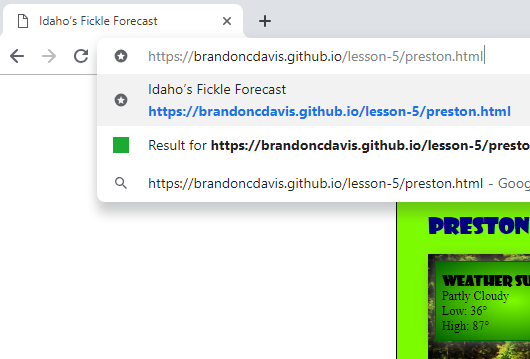 Idaho's Fickle Forecast
https://brandoncdavis.github.io/lesson-5/preston.html
Idaho's Fickle Forecast
https://brandoncdavis.github.io/lesson-5/preston.html
Result for https://brandoncdavis.github.io/lesson-5/presto
https://brandoncdavis.github.io/lesson-5/preston.html - Goog
PRESTON
WEATHER SU
Partly Cloudy
Low: 36°
High: 87°